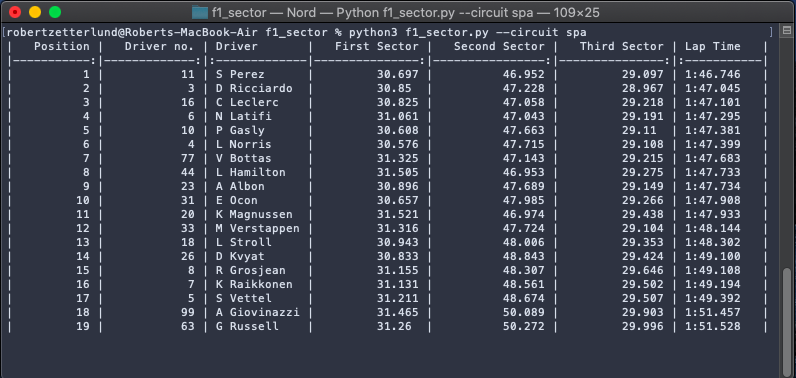 f1_sector — Nord — Python f1_sector.py --circuit spa — 109×25
[robertzetterlund@Roberts-MacBook-Air f1_sector % python3 f1_sector.py --circuit spa ]
| Position | Driver no. | Driver | First Sector | Second Sector | Third Sector | Lap Time |
|-----------:|-------------:|:-------------|---------------:|----------------:|---------------:|:-----------|
| 1 | 11 | S Perez | 30.697 | 46.952 | 29.097 | 1:46.746 |
| 2 | 3 | D Ricciardo | 30.85 | 47.228 | 28.967 | 1:47.045 |
| 3 | 16 | C Leclerc | 30.825 | 47.058 | 29.218 | 1:47.101 |
| 4 | 6 | N Latifi | 31.061 | 47.043 | 29.191 | 1:47.295 |
| 5 | 10 | P Gasly | 30.608 | 47.663 | 29.11 | 1:47.381 |
| 6 | 4 | L Norris | 30.576 | 47.715 | 29.108 | 1:47.399 |
| 7 | 77 | V Bottas | 31.325 | 47.143 | 29.215 | 1:47.683 |
| 8 | 44 | L Hamilton | 31.505 | 46.953 | 29.275 | 1:47.733 |
| 9 | 23 | A Albon | 30.896 | 47.689 | 29.149 | 1:47.734 |
| 10 | 31 | E Ocon | 30.657 | 47.985 | 29.266 | 1:47.908 |
| 11 | 20 | K Magnussen | 31.521 | 46.974 | 29.438 | 1:47.933 |
| 12 | 33 | M Verstappen | 31.316 | 47.724 | 29.104 | 1:48.144 |
| 13 | 18 | L Stroll | 30.943 | 48.006 | 29.353 | 1:48.302 |
| 14 | 26 | D Kvyat | 30.833 | 48.843 | 29.424 | 1:49.100 |
| 15 | 8 | R Grosjean | 31.155 | 48.307 | 29.646 | 1:49.108 |
| 16 | 7 | K Raikkonen | 31.131 | 48.561 | 29.502 | 1:49.194 |
| 17 | 5 | S Vettel | 31.211 | 48.674 | 29.507 | 1:49.392 |
| 18 | 99 | A Giovinazzi | 31.465 | 50.089 | 29.903 | 1:51.457 |
| 19 | 63 | G Russell | 31.26 | 50.272 | 29.996 | 1:51.528 |